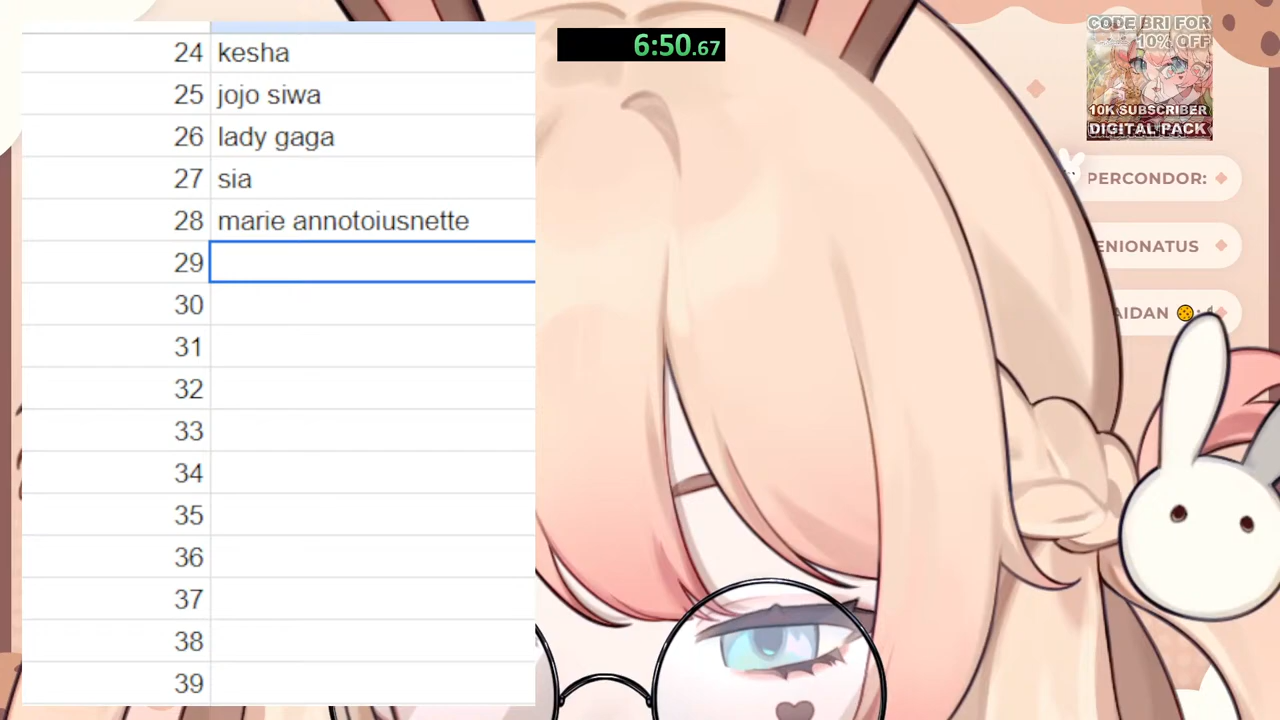 24 kesha
25 jojo siwa
26 lady gaga
27 sia
28 marie annotoiusnette
29
30
31
32
33
34
35
36
37
38
39
6:50.67
CODE BRI FOR
10% OFF
10K SUBSCRIBER
DIGITAL PACK
PERCONDOR:
ENIONATUS
AIDAN